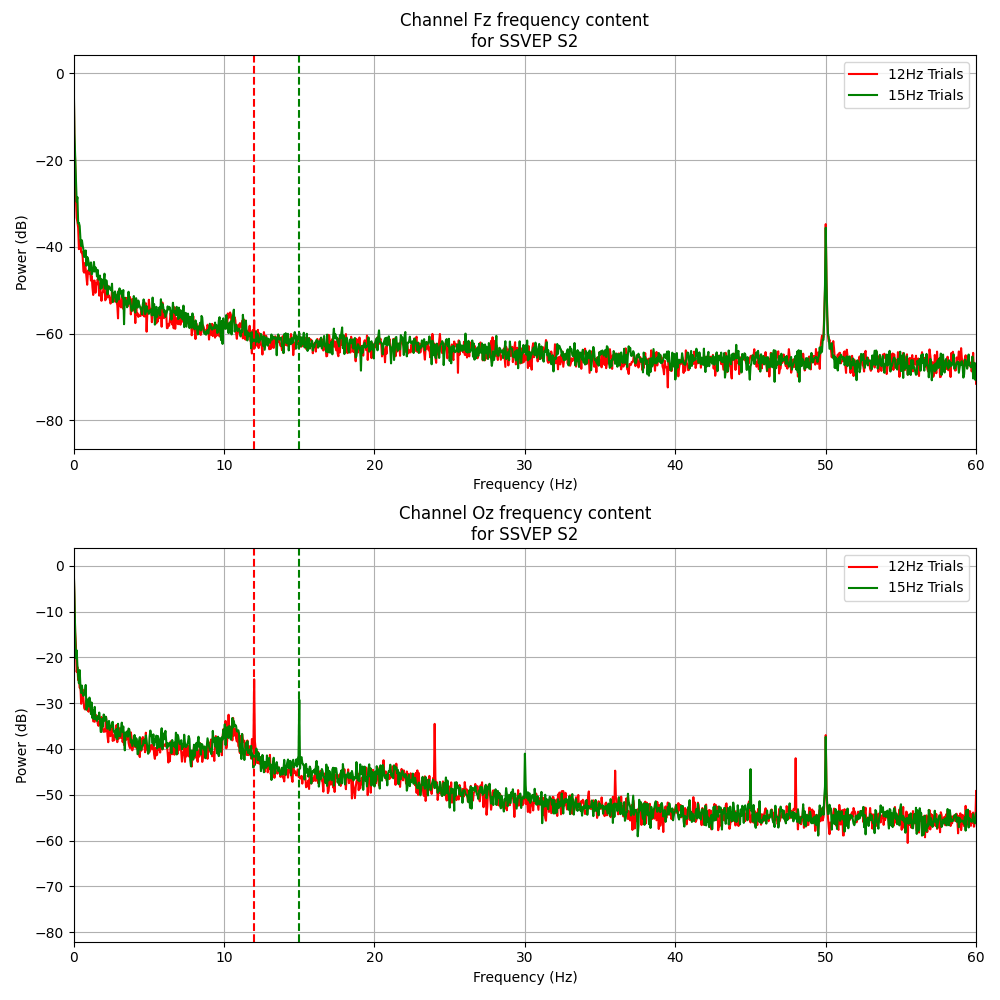 Channel Fz frequency content
for SSVEP S2
Power (dB)
0
−20
−40
−60
−80
12Hz Trials
15Hz Trials
0 10 20 30 40 50 60
Frequency (Hz)
Channel Oz frequency content
for SSVEP S2
Power (dB)
0
−10
−20
−30
−40
−50
−60
−70
−80
12Hz Trials
15Hz Trials
0 10 20 30 40 50 60
Frequency (Hz)